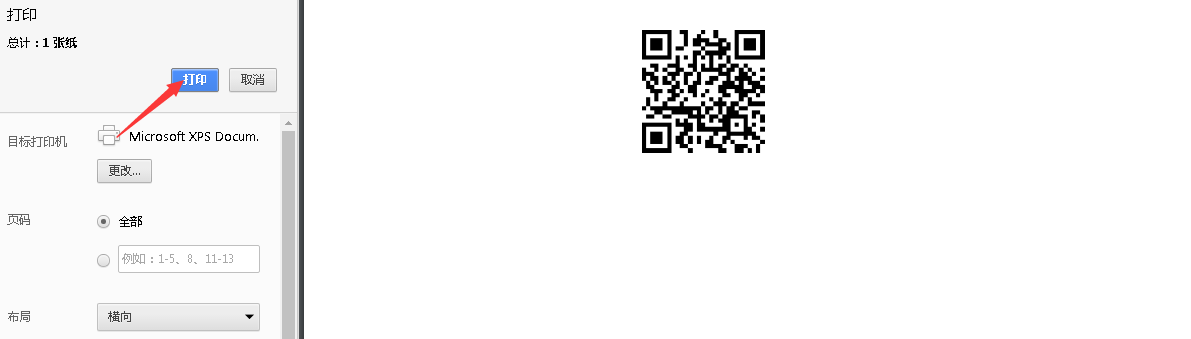 打印
总计：1 张纸
打印
取消
目标打印机
Microsoft XPS Docum.
更改...
页码
全部
例如：1-5、8、11-13
布局
横向